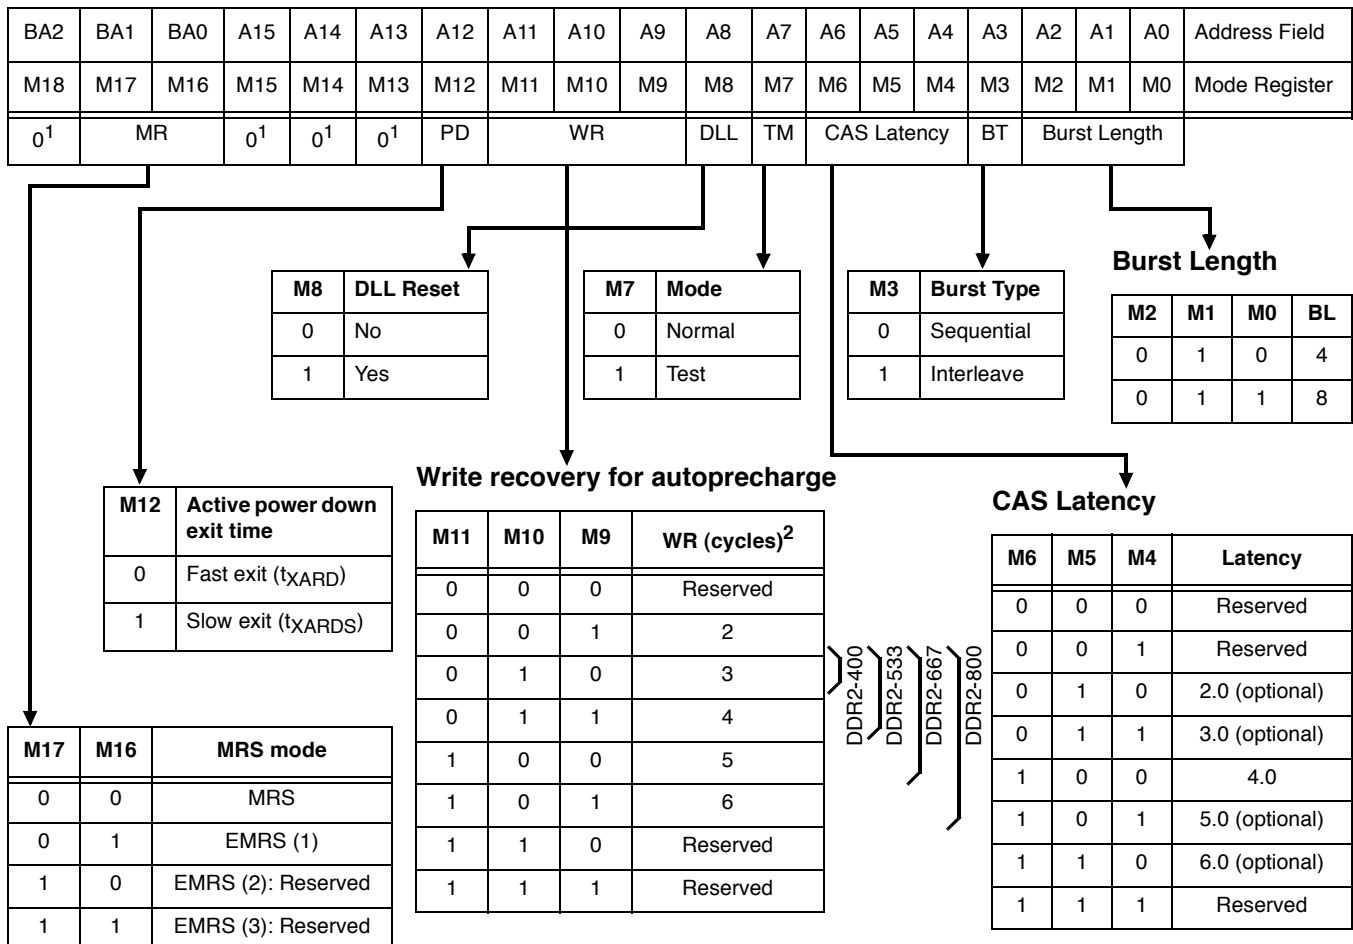 BA2 BA1 BA0 A15 A14 A13 A12 A11 A10 A9 A8 A7 A6 A5 A4 A3 A2 A1 A0 Address Field
M18 M17 M16 M15 M14 M13 M12 M11 M10 M9 M8 M7 M6 M5 M4 M3 M2 M1 M0 Mode Register
0¹ MR 0¹ 0¹ 0¹ PD WR DLL TM CAS Latency BT Burst Length
M8 DLL Reset
0 No
1 Yes
M7 Mode
0 Normal
1 Test
M3 Burst Type
0 Sequential
1 Interleave
Burst Length
M2 M1 M0 BL
0 1 0 4
0 1 1 8
M12 Active power down
exit time
0 Fast exit (tXARD)
1 Slow exit (tXARDS)
Write recovery for autoprecharge
M11 M10 M9 WR (cycles)²
0 0 0 Reserved
0 0 1 2
0 1 0 3
0 1 1 4
1 0 0 5
1 0 1 6
1 1 0 Reserved
1 1 1 Reserved
DDR2-400
DDR2-533
DDR2-667
DDR2-800
CAS Latency
M6 M5 M4 Latency
0 0 0 Reserved
0 0 1 Reserved
0 1 0 2.0 (optional)
0 1 1 3.0 (optional)
1 0 0 4.0
1 0 1 5.0 (optional)
1 1 0 6.0 (optional)
1 1 1 Reserved
M17 M16 MRS mode
0 0 MRS
0 1 EMRS (1)
1 0 EMRS (2): Reserved
1 1 EMRS (3): Reserved